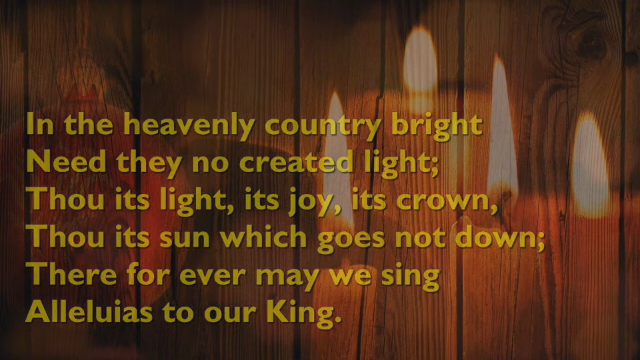 In the heavenly country bright
Need they no created light;
Thou its light, its joy, its crown,
Thou its sun which goes not down;
There for ever may we sing
Alleluias to our King.